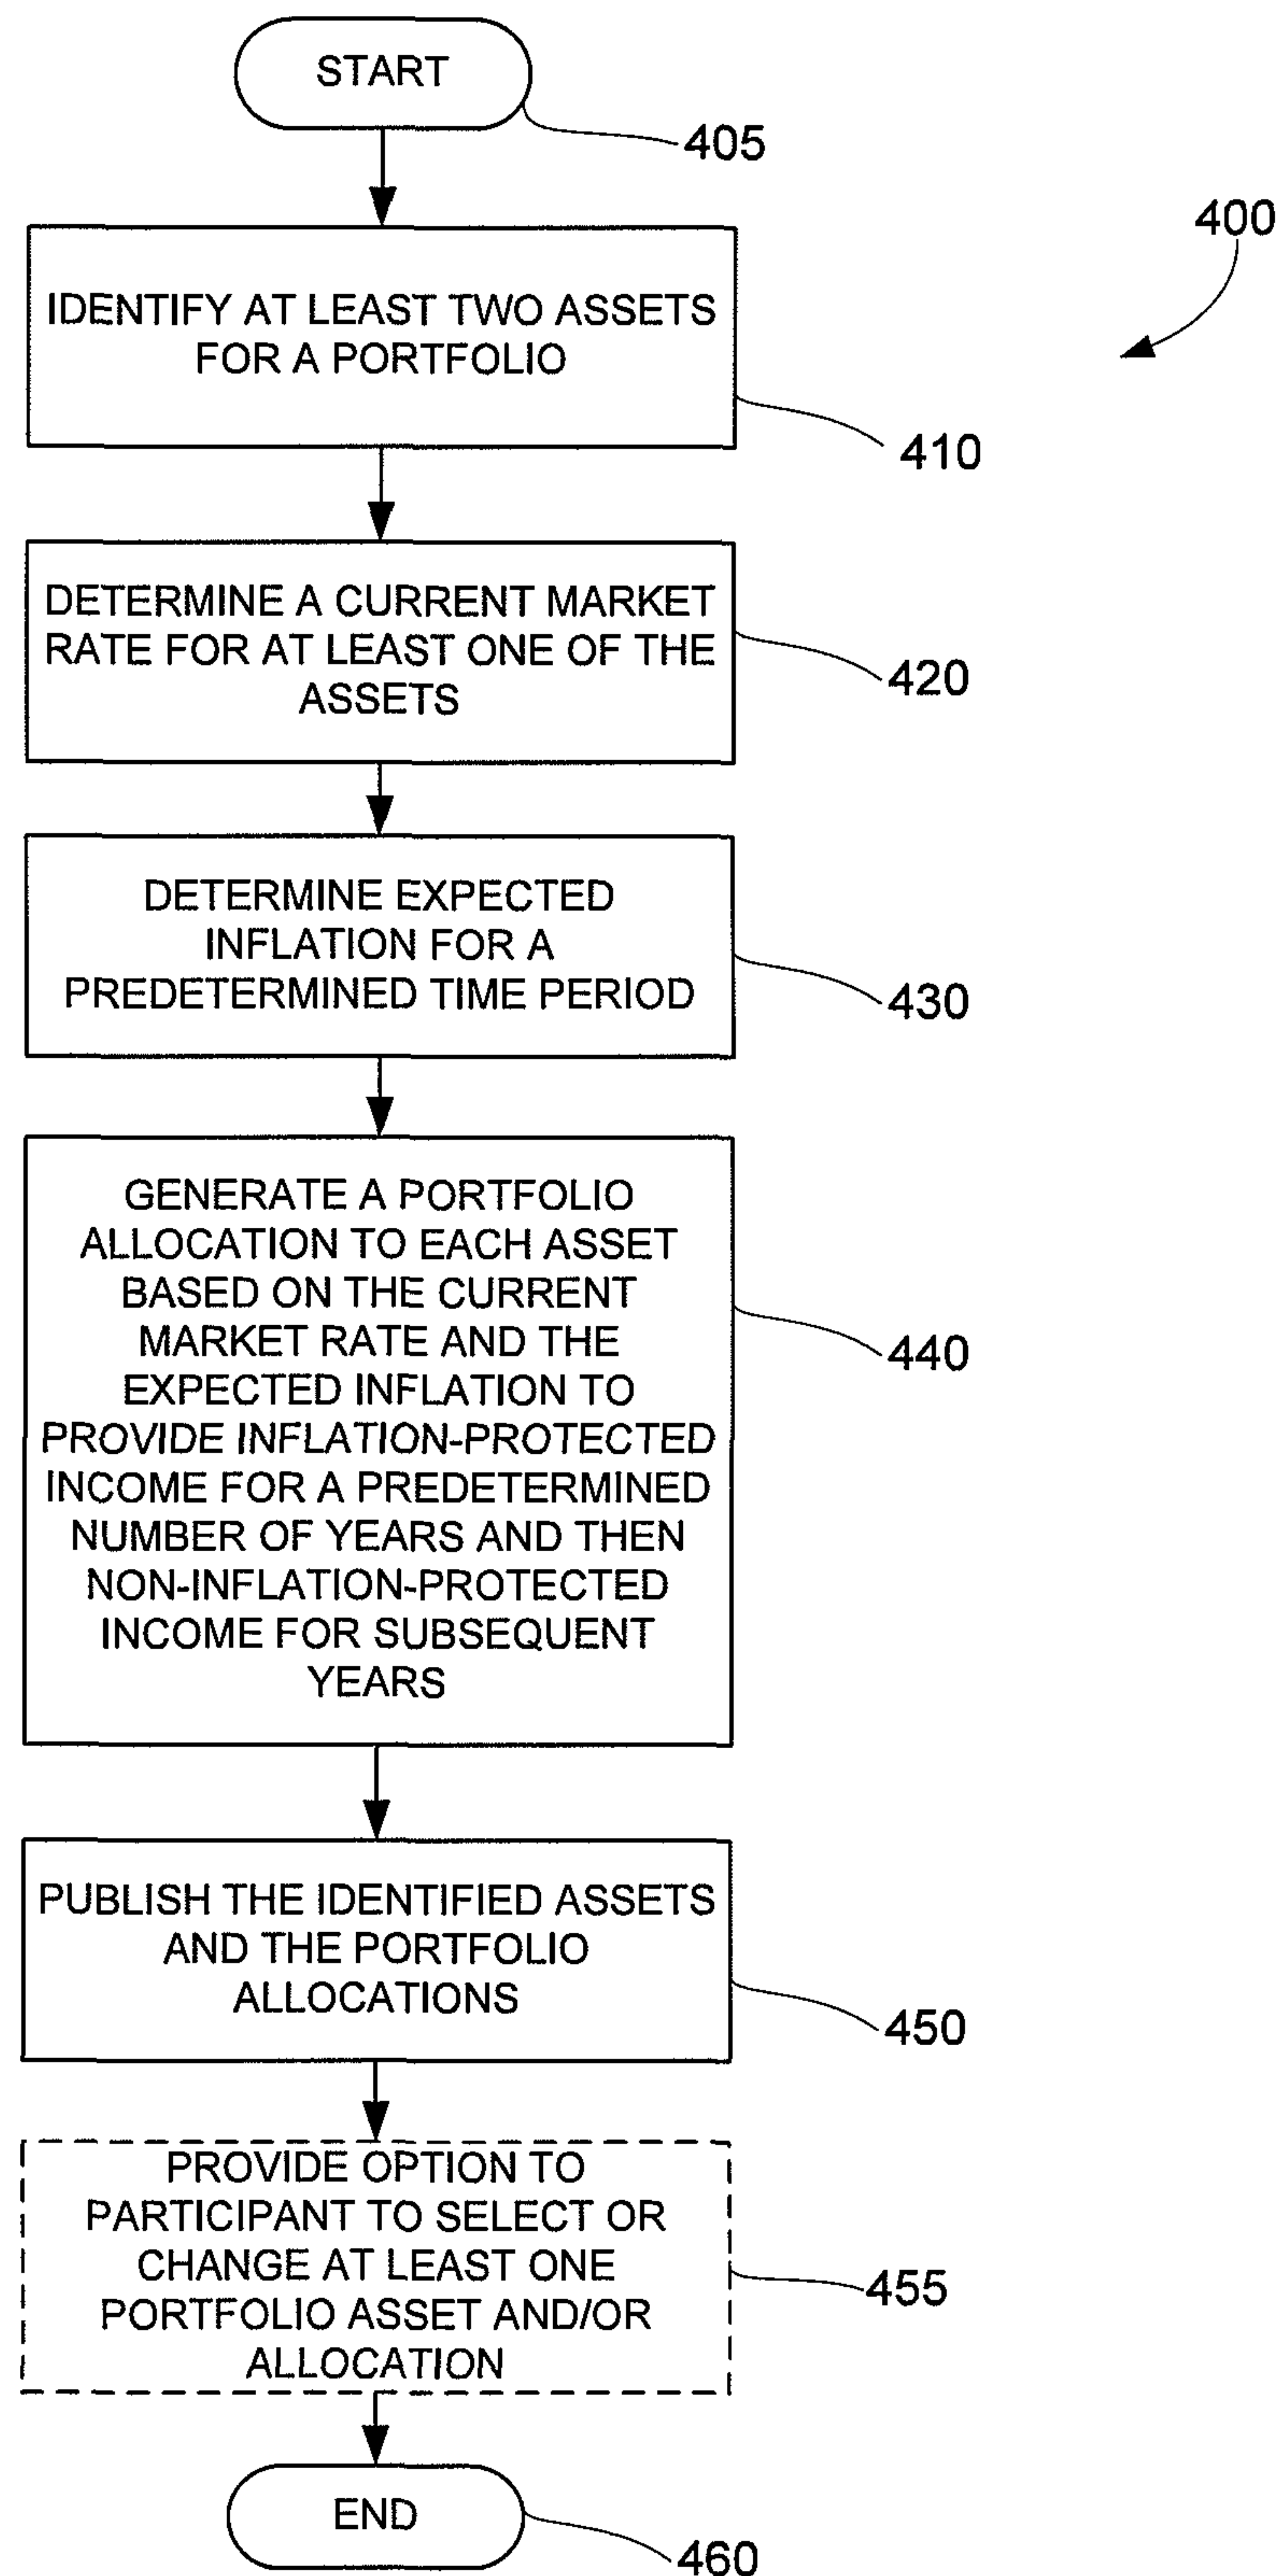 START
405
400
IDENTIFY AT LEAST TWO ASSETS
FOR A PORTFOLIO
410
DETERMINE A CURRENT MARKET
RATE FOR AT LEAST ONE OF THE
ASSETS
420
DETERMINE EXPECTED
INFLATION FOR A
PREDETERMINED TIME PERIOD
430
GENERATE A PORTFOLIO
ALLOCATION TO EACH ASSET
BASED ON THE CURRENT
MARKET RATE AND THE
EXPECTED INFLATION TO
PROVIDE INFLATION-PROTECTED
INCOME FOR A PREDETERMINED
NUMBER OF YEARS AND THEN
NON-INFLATION-PROTECTED
INCOME FOR SUBSEQUENT
YEARS
440
PUBLISH THE IDENTIFIED ASSETS
AND THE PORTFOLIO
ALLOCATIONS
450
PROVIDE OPTION TO
PARTICIPANT TO SELECT OR
CHANGE AT LEAST ONE
PORTFOLIO ASSET AND/OR
ALLOCATION
455
END
460